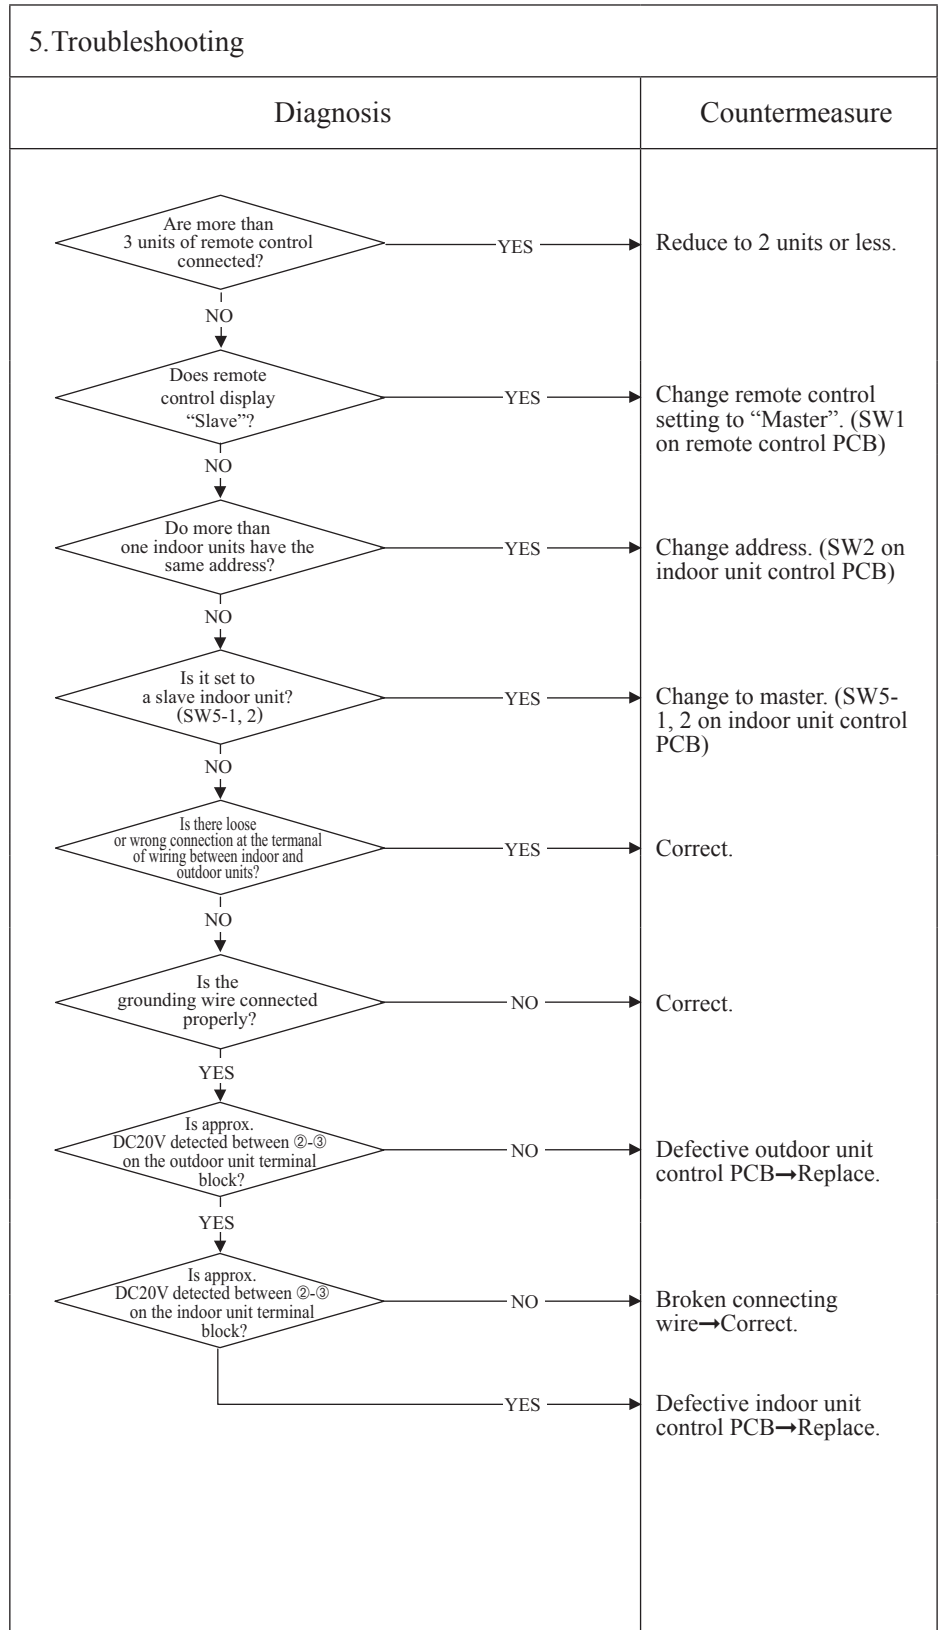 5.Troubleshooting
Diagnosis
Countermeasure
Are more than
3 units of remote control
connected?
YES
Reduce to 2 units or less.
NO
Does remote
control display
“Slave”?
YES
Change remote control
setting to “Master”. (SW1
on remote control PCB)
NO
Do more than
one indoor units have the
same address?
YES
Change address. (SW2 on
indoor unit control PCB)
NO
Is it set to
a slave indoor unit?
(SW5-1, 2)
YES
Change to master. (SW5-
1, 2 on indoor unit control
PCB)
NO
Is there loose
or wrong connection at the termanal
of wiring between indoor and
outdoor units?
YES
Correct.
NO
Is the
grounding wire connected
properly?
NO
Correct.
YES
Is approx.
DC20V detected between ②-③
on the outdoor unit terminal
block?
NO
Defective outdoor unit
control PCB→Replace.
YES
Is approx.
DC20V detected between ②-③
on the indoor unit terminal
block?
NO
Broken connecting
wire→Correct.
YES
Defective indoor unit
control PCB→Replace.